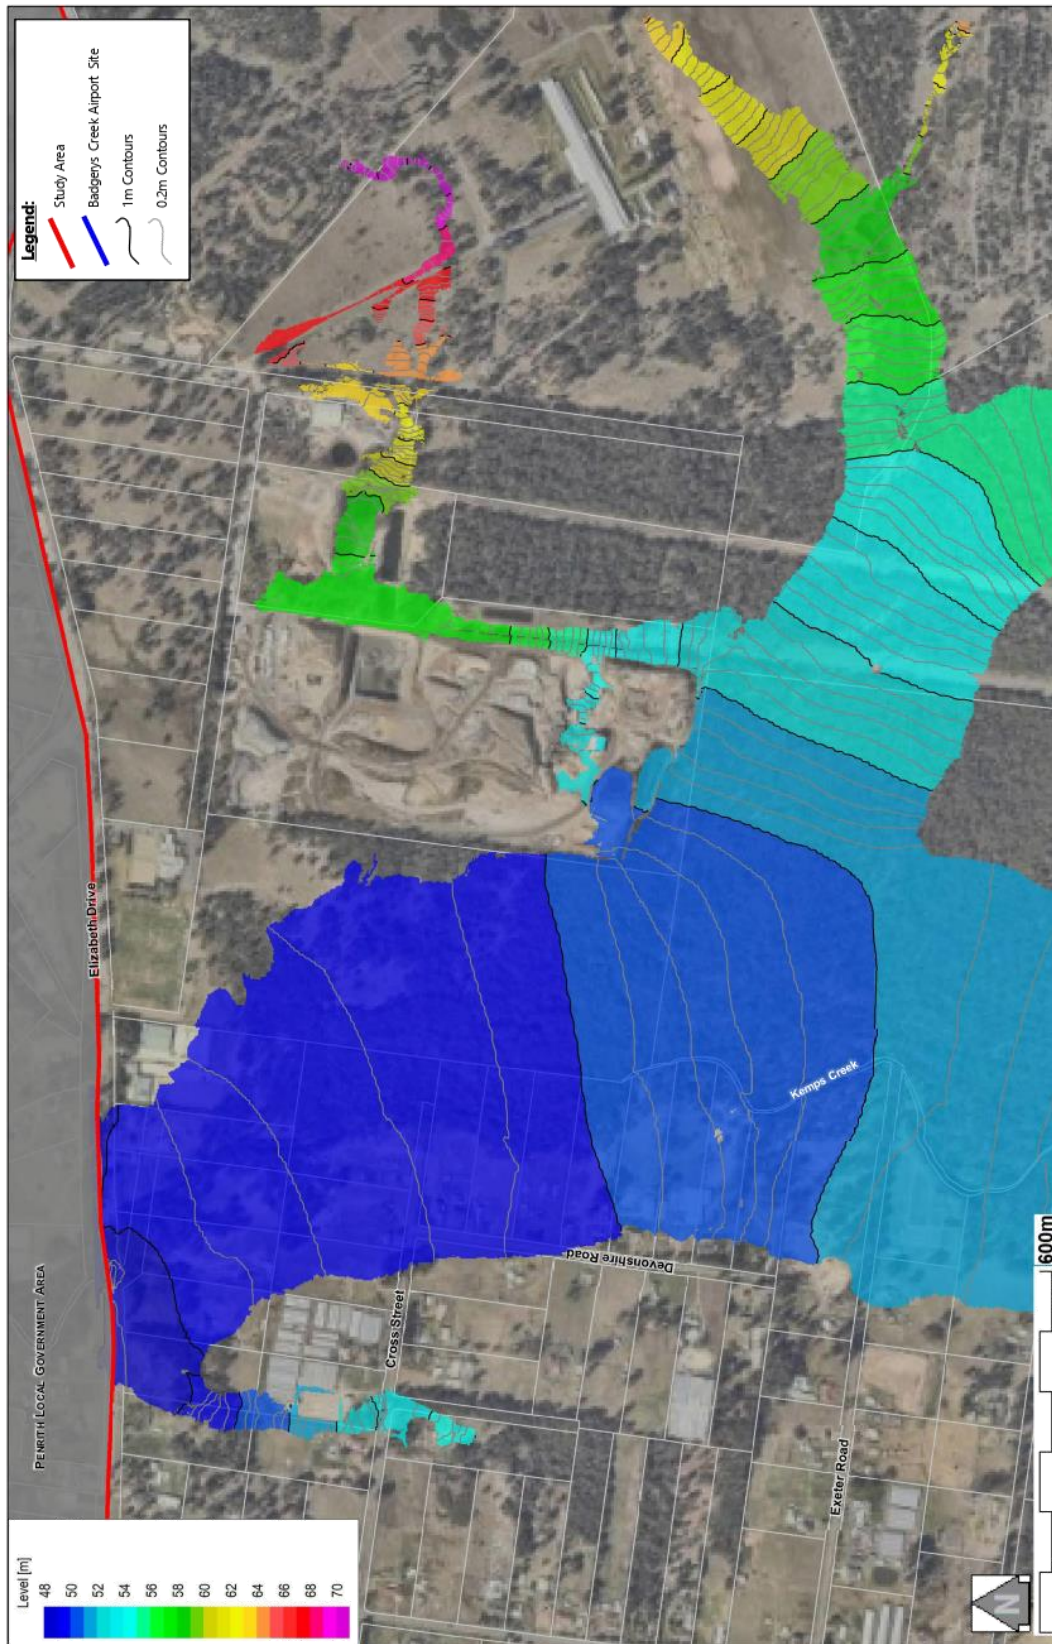 Legend:
Study Area
Badgerys Creek Airport Site
1m Contours
0.2m Contours
Elizabeth Drive
PENRITH LOCAL GOVERNMENT AREA
Kemps Creek
Devonshire Road
Cross Street
Exeter Road
Level [m]
48
50
52
54
56
58
60
62
64
66
68
70
600m
N